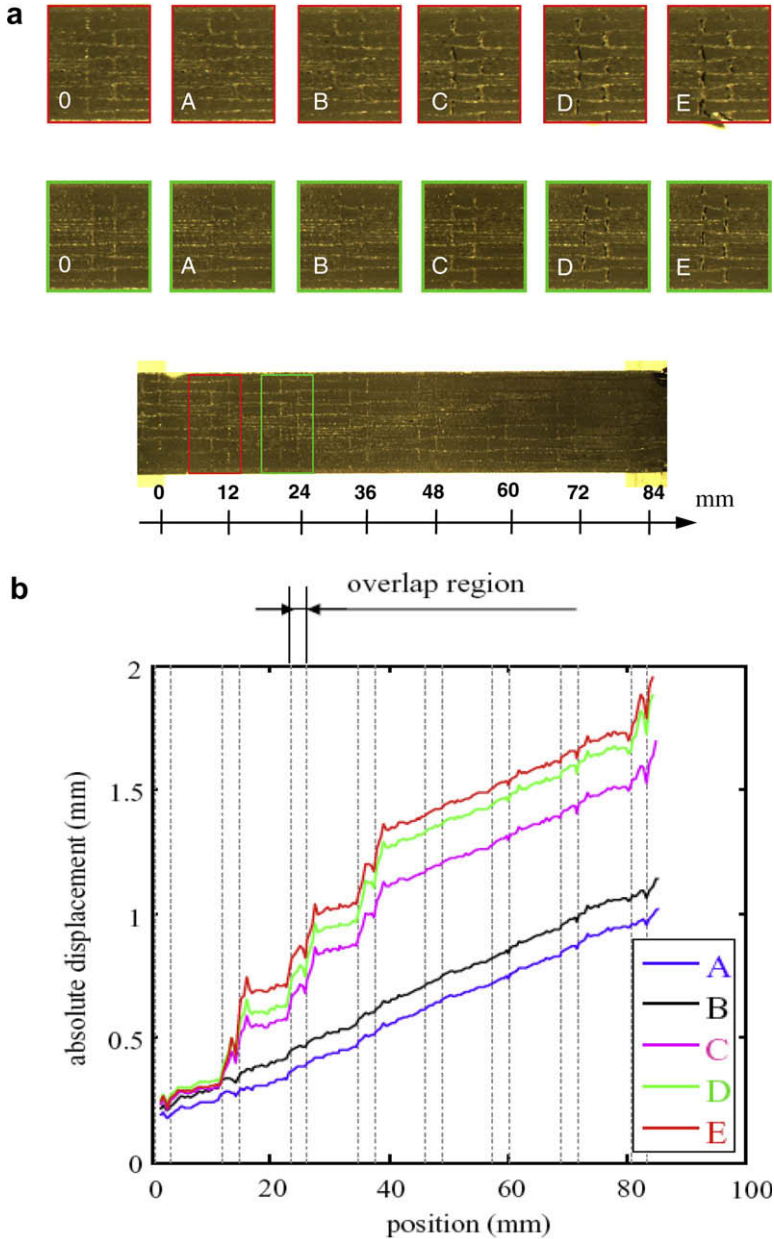 a
0 A B C D E
0 A B C D E
0 12 24 36 48 60 72 84 mm
b
overlap region
2
1.5
1
0.5
0
absolute displacement (mm)
A
B
C
D
E
0 20 40 60 80 100
position (mm)